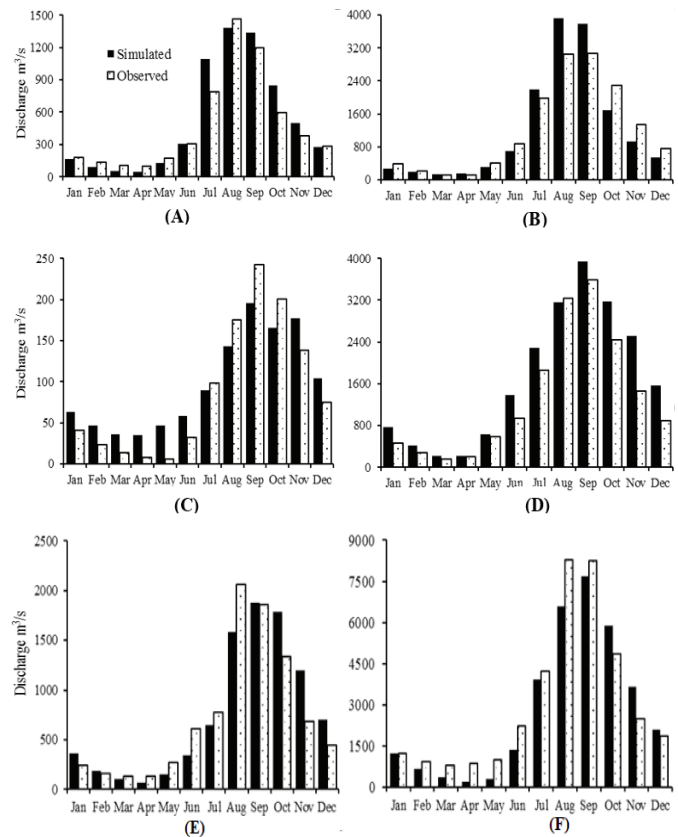 Discharge m³/s
1500
1200
900
600
300
0
Simulated
Observed
Jan Feb Mar Apr May Jun Jul Aug Sep Oct Nov Dec
(A)
4000
3200
2400
1600
800
0
Jan Feb Mar Apr May Jun Jul Aug Sep Oct Nov Dec
(B)
Discharge m³/s
250
200
150
100
50
0
Jan Feb Mar Apr May Jun Jul Aug Sep Oct Nov Dec
(C)
4000
3200
2400
1600
800
0
Jan Feb Mar Apr May Jun Jul Aug Sep Oct Nov Dec
(D)
Discharge m³/s
2500
2000
1500
1000
500
0
Jan Feb Mar Apr May Jun Jul Aug Sep Oct Nov Dec
(E)
9000
7500
6000
4500
3000
1500
0
Jan Feb Mar Apr May Jun Jul Aug Sep Oct Nov Dec
(F)